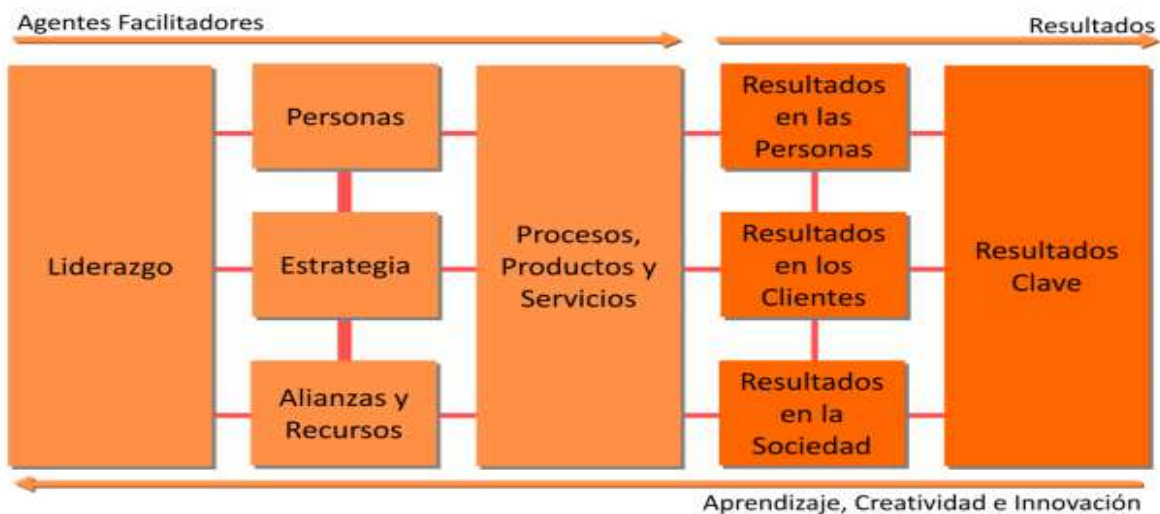 Agentes Facilitadores
Resultados
Liderazgo
Personas
Estrategia
Alianzas y
Recursos
Procesos,
Productos y
Servicios
Resultados
en las
Personas
Resultados
en los
Clientes
Resultados
en la
Sociedad
Resultados
Clave
Aprendizaje, Creatividad e Innovación